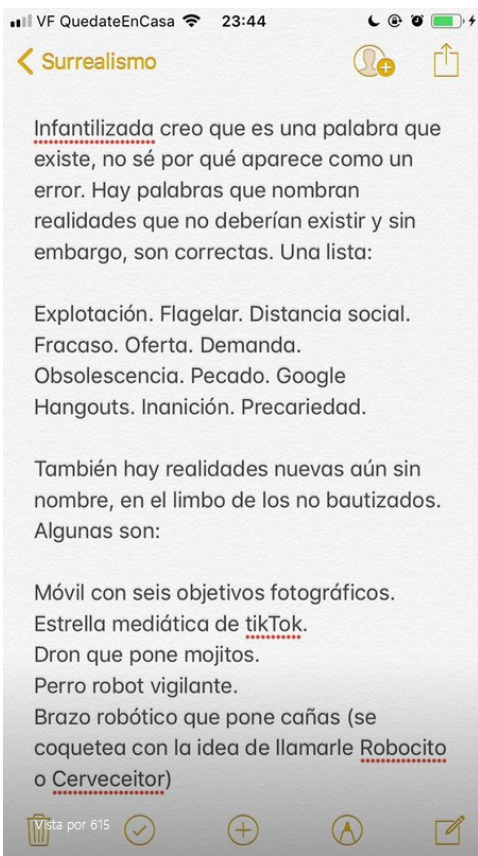 VF QuedateEnCasa 23:44
Surrealismo
Infantilizada creo que es una palabra que
existe, no sé por qué aparece como un
error. Hay palabras que nombran
realidades que no deberían existir y sin
embargo, son correctas. Una lista:
Explotación. Flagelar. Distancia social.
Fracaso. Oferta. Demanda.
Obsolescencia. Pecado. Google
Hangouts. Inanición. Precariedad.
También hay realidades nuevas aún sin
nombre, en el limbo de los no bautizados.
Algunas son:
Móvil con seis objetivos fotográficos.
Estrella mediática de tikTok.
Dron que pone mojitos.
Perro robot vigilante.
Brazo robótico que pone cañas (se
coquetea con la idea de llamarle Robocito
o Cerveceitor)
Vista por 615